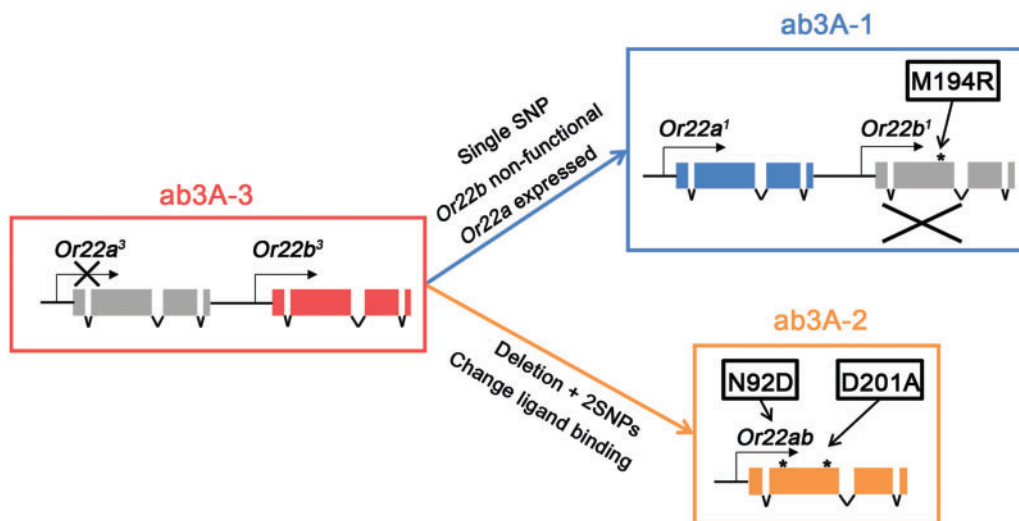 ab3A-1
M194R
Or22a¹
Or22b¹
*
Single SNP
Or22b non-functional
Or22a expressed
ab3A-3
Or22a³
Or22b³
ab3A-2
Deletion + 2SNPs
Change ligand binding
N92D
D201A
Or22ab
* *